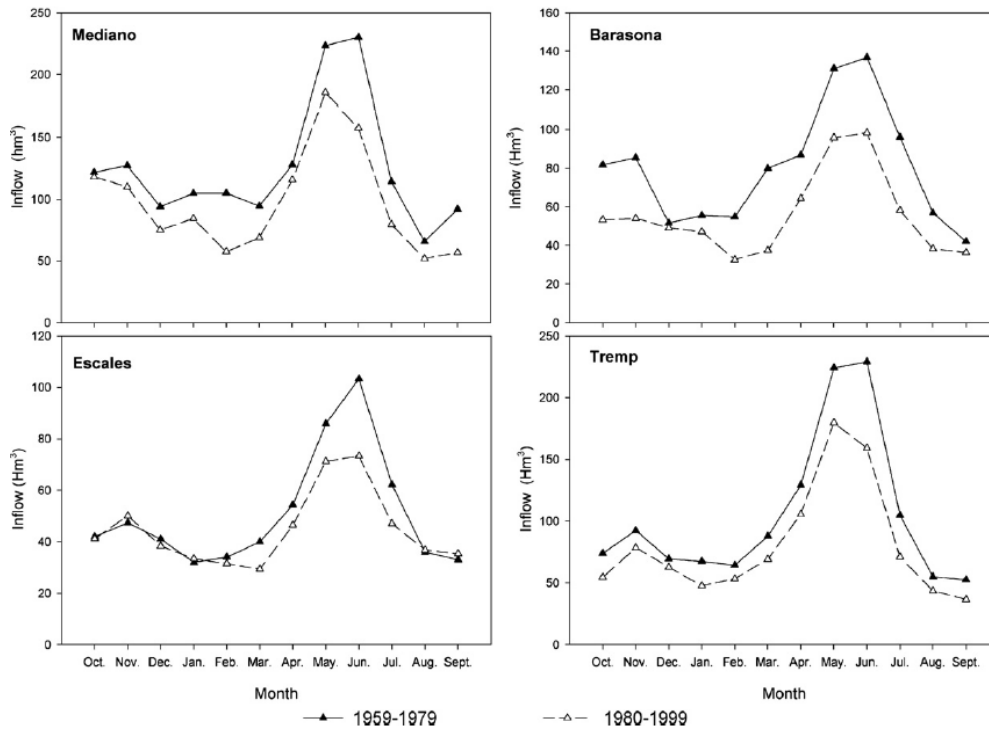 Mediano
Inflow (hm³)
250
200
150
100
50
0
Barasona
Inflow (Hm³)
160
140
120
100
80
60
40
20
0
Escales
Inflow (Hm³)
120
100
80
60
40
20
0
Oct. Nov. Dec. Jan. Feb. Mar. Apr. May. Jun. Jul. Aug. Sept.
Month
Tremp
Inflow (Hm³)
250
200
150
100
50
0
Oct. Nov. Dec. Jan. Feb. Mar. Apr. May. Jun. Jul. Aug. Sept.
Month
1959-1979
1980-1999